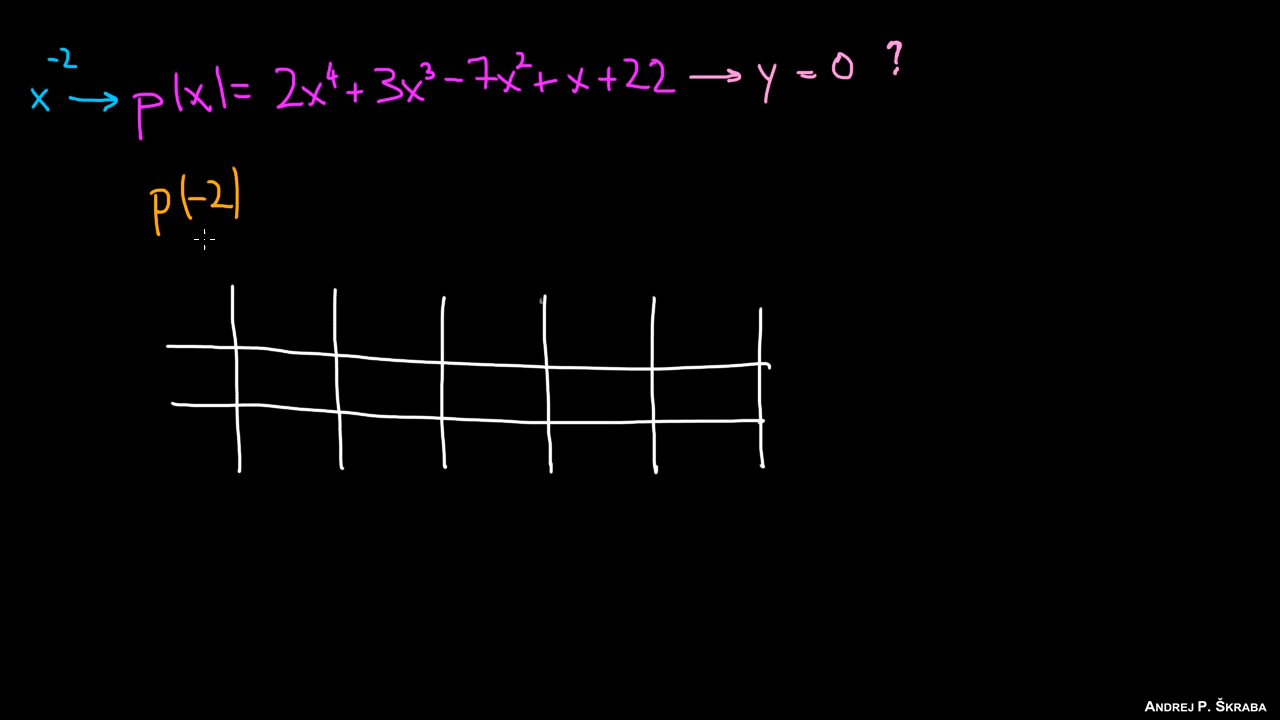 -2
x → p(x) = 2x⁴ + 3x³ - 7x² + x + 22 → y = 0 ?
p(-2)
ANDREJ P. ŠKRABA